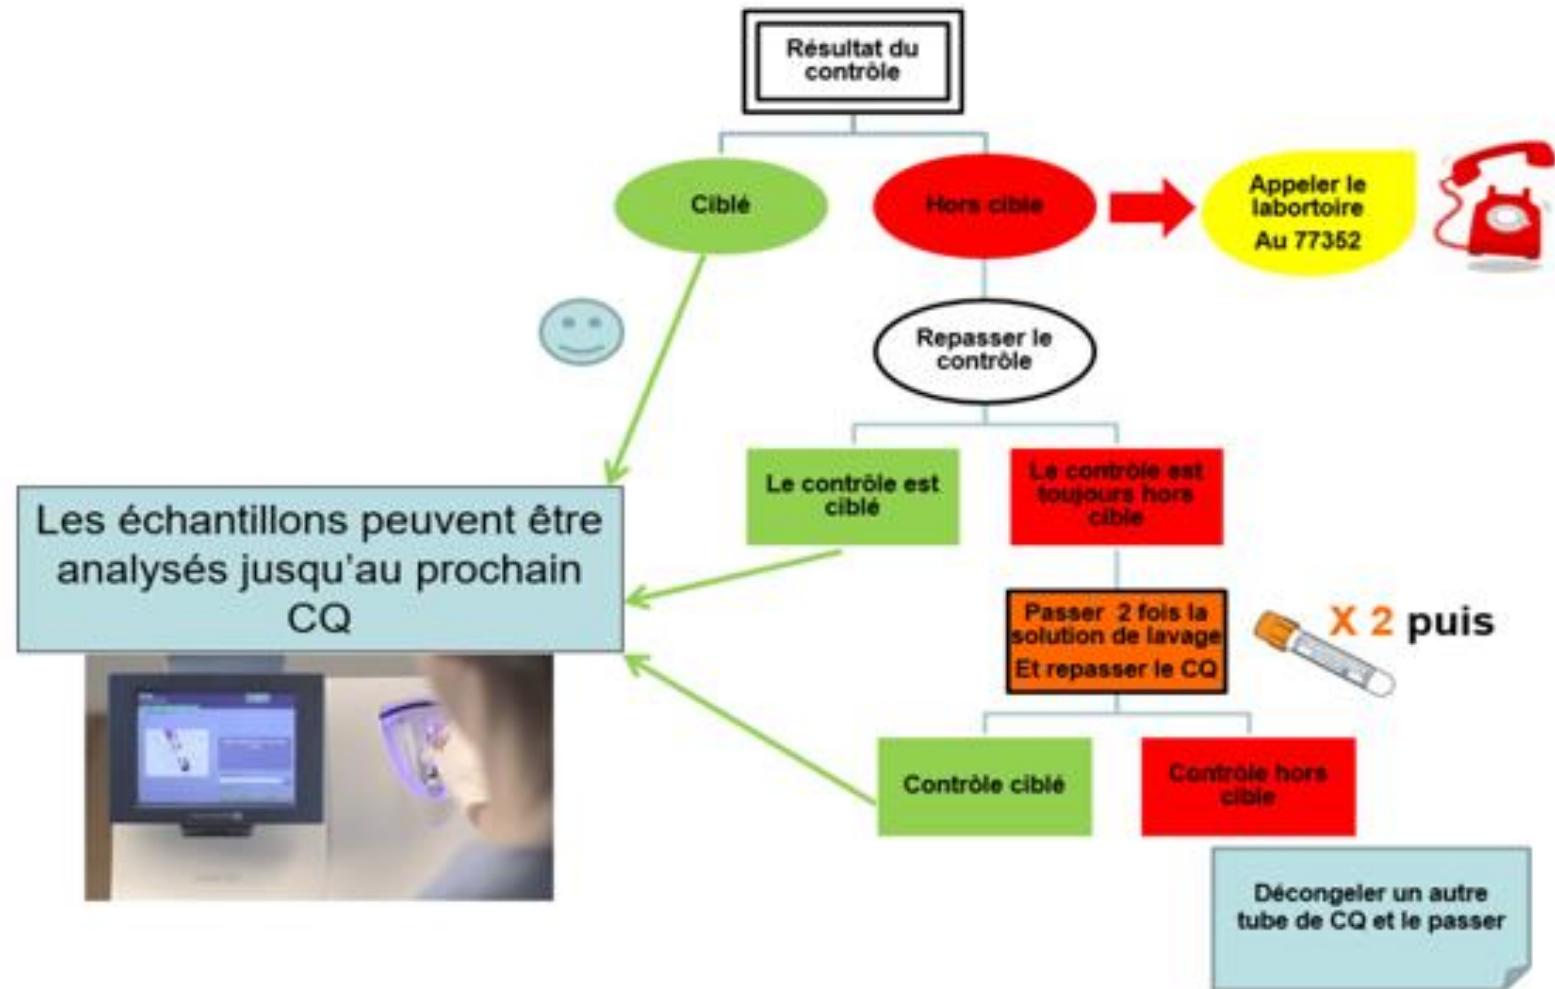 Résultat du
contrôle
Ciblé
Hors cible
Appeler le
labortoire
Au 77352
Repasser le
contrôle
Le contrôle est
ciblé
Le contrôle est
toujours hors
cible
Les échantillons peuvent être
analysés jusqu'au prochain
CQ
Passer 2 fois la
solution de lavage
Et repasser le CQ
X 2 puis
Contrôle ciblé
Contrôle hors
cible
Décongeler un autre
tube de CQ et le passer